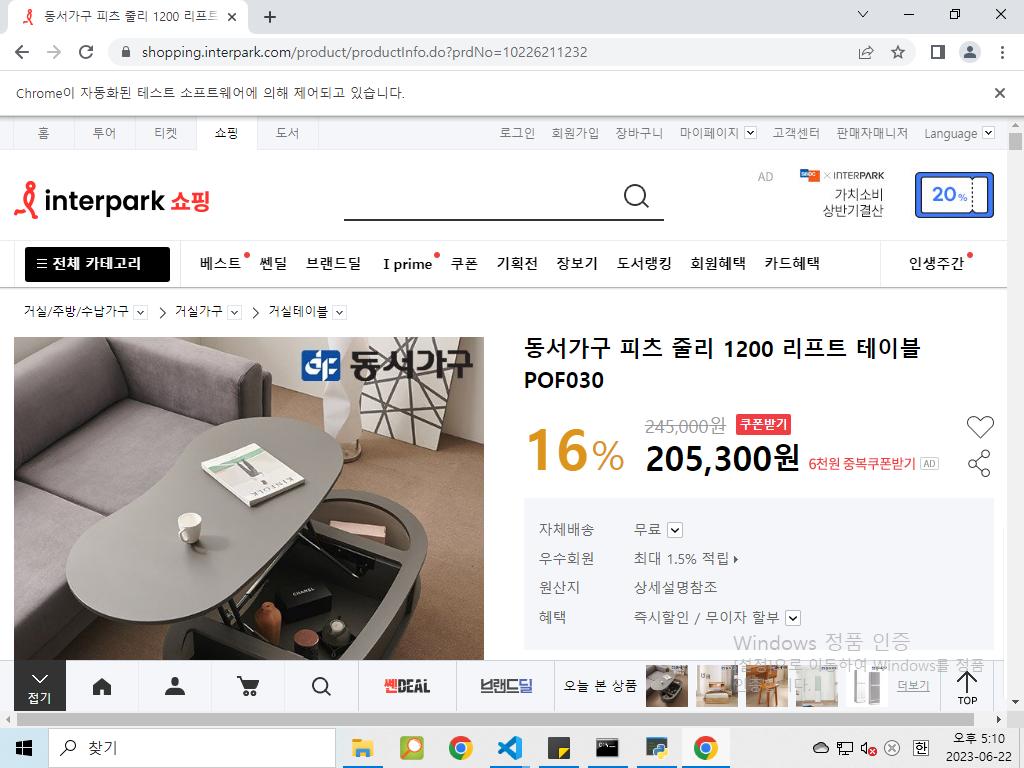 동서가구 피츠 줄리 1200 리프트
shopping.interpark.com/product/productInfo.do?prdNo=10226211232
Chrome이 자동화된 테스트 소프트웨어에 의해 제어되고 있습니다.
홈 투어 티켓 쇼핑 도서 로그인 회원가입 장바구니 마이페이지 고객센터 판매자매니저 Language
interpark 쇼핑
AD
× INTERPARK
가치소비
상반기결산
20%
전체 카테고리 베스트 쎈딜 브랜드딜 I prime 쿠폰 기획전 장보기 도서랭킹 회원혜택 카드혜택 인생주간
거실/주방/수납가구 거실가구 거실테이블
동서가구
KINFOLK
CHANEL
동서가구 피츠 줄리 1200 리프트 테이블
POF030
16%
245,000원 쿠폰받기
205,300원 6천원 중복쿠폰받기 AD
자체배송 무료
우수회원 최대 1.5% 적립
원산지 상세설명참조
혜택 즉시할인 / 무이자 할부
Windows 정품 인증
[설정]으로 이동하여 Windows를 정품
접기
쎈DEAL 브랜드딜 오늘 본 상품 더보기 TOP
찾기
한
오후 5:10
2023-06-22